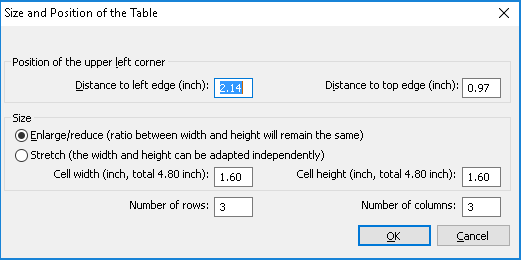 Size and Position of the Table
Position of the upper left corner
Distance to left edge (inch): 2.14 Distance to top edge (inch): 0.97
Size
Enlarge/reduce (ratio between width and height will remain the same)
Stretch (the width and height can be adapted independently)
Cell width (inch, total 4.80 inch): 1.60 Cell height (inch, total 4.80 inch): 1.60
Number of rows: 3 Number of columns: 3
OK Cancel